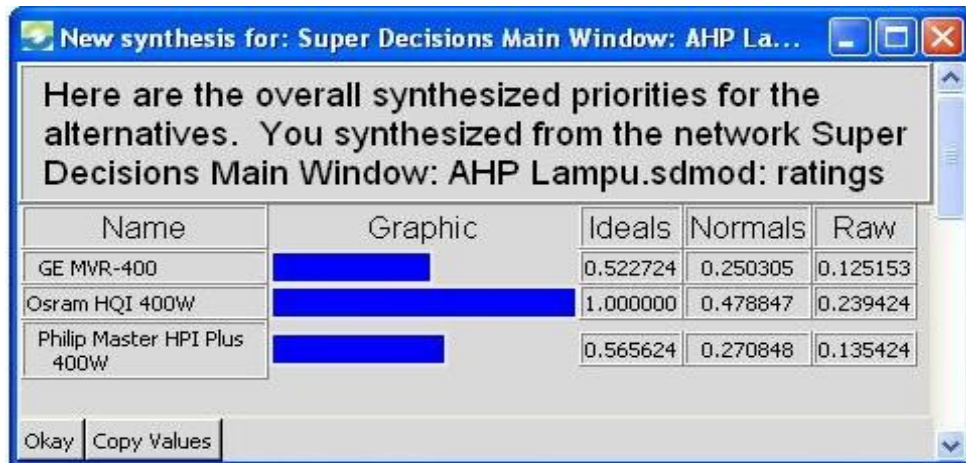 New synthesis for: Super Decisions Main Window: AHP La...
Here are the overall synthesized priorities for the
alternatives. You synthesized from the network Super
Decisions Main Window: AHP Lampu.sdmod: ratings
Name Graphic Ideals Normals Raw
GE MVR-400 0.522724 0.250305 0.125153
Osram HQI 400W 1.000000 0.478847 0.239424
Philip Master HPI Plus
400W 0.565624 0.270848 0.135424
Okay Copy Values